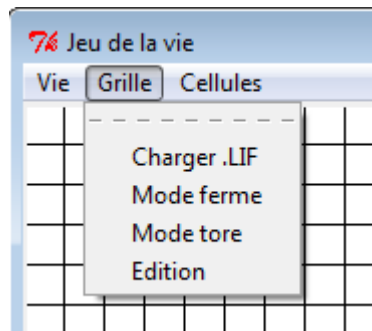 Jeu de la vie
Vie Grille Cellules
Charger .LIF
Mode ferme
Mode tore
Edition